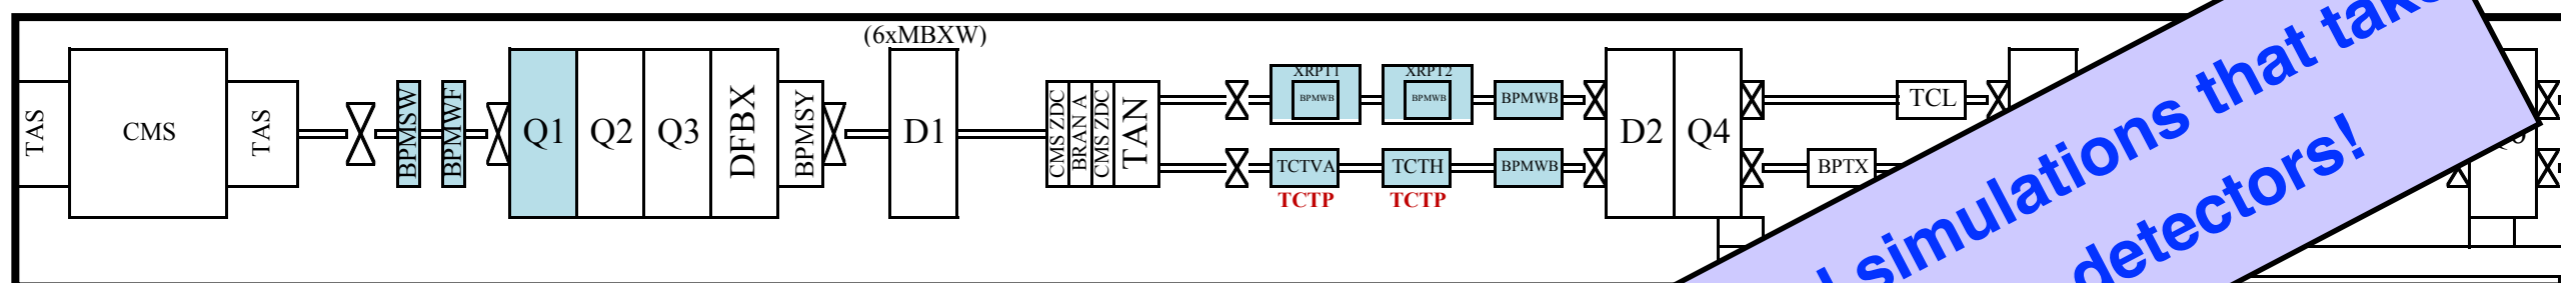 (6xMBXW)
TAS
CMS
TAS
BPMSW
BPMWF
Q1
Q2
Q3
DFBX
BPMSY
D1
CMS ZDC
BRAN A
CMS ZDC
TAN
XRPT1
BPMWB
XRPT2
BPMWB
BPMWB
TCTVA
TCTP
TCTH
TCTP
BPMWB
D2
Q4
TCL
BPTX
simulations that take
detectors!